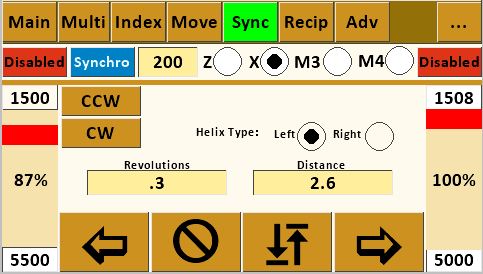 Main Multi Index Move Sync Recip Adv ...
Disabled Synchro 200 Z X M3 M4 Disabled
1500 CCW 1508
CW Helix Type: Left Right
Revolutions Distance
87% .3 2.6 100%
5500 5000